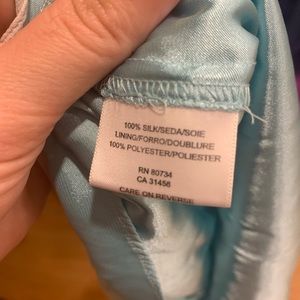 100% SILK/SEDA/SOIE
LINING/FORRO/DOUBLURE
100% POLYESTER/POLIESTER
RN 80734
CA 31456
CARE ON REVERSE